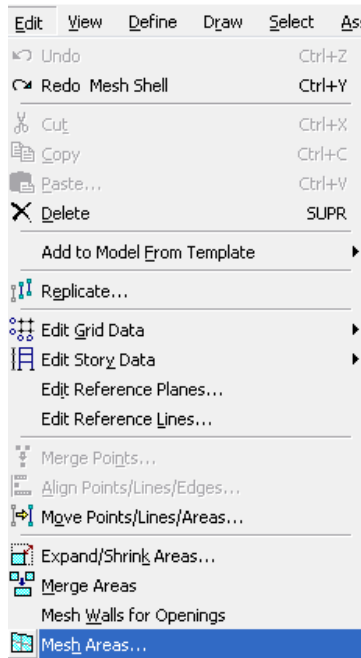 Edit View Define Draw Select As
Undo Ctrl+Z
Redo Mesh Shell Ctrl+Y
Cut Ctrl+X
Copy Ctrl+C
Paste... Ctrl+V
Delete SUPR
Add to Model From Template
Replicate...
Edit Grid Data
Edit Story Data
Edit Reference Planes...
Edit Reference Lines...
Merge Points...
Align Points/Lines/Edges...
Move Points/Lines/Areas...
Expand/Shrink Areas...
Merge Areas
Mesh Walls for Openings
Mesh Areas...